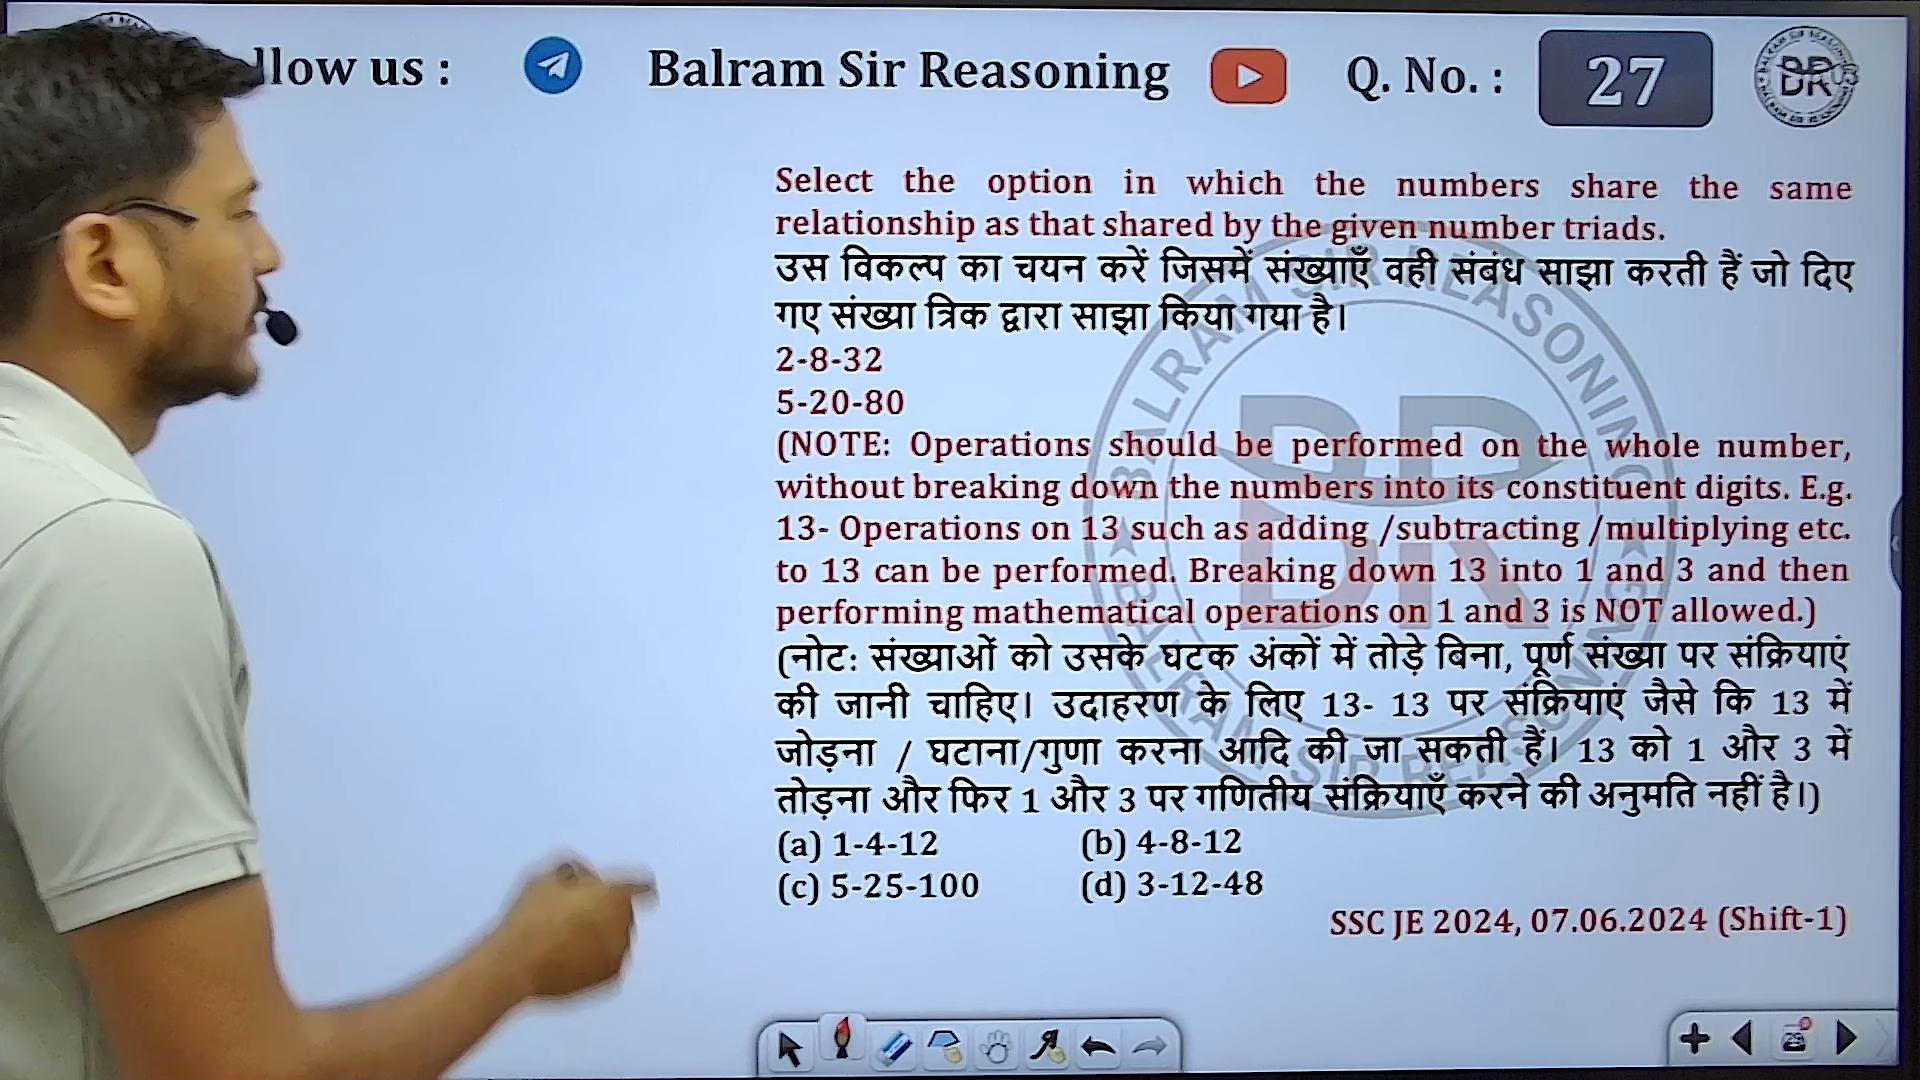 llow us :
Balram Sir Reasoning
Q. No. :
27
Select the option in which the numbers share the same
relationship as that shared by the given number triads.
उस विकल्प का चयन करें जिसमें संख्याएँ वही संबंध साझा करती हैं जो दिए
गए संख्या त्रिक द्वारा साझा किया गया है।
2-8-32
5-20-80
(NOTE: Operations should be performed on the whole number,
without breaking down the numbers into its constituent digits. E.g.
13- Operations on 13 such as adding /subtracting /multiplying etc.
to 13 can be performed. Breaking down 13 into 1 and 3 and then
performing mathematical operations on 1 and 3 is NOT allowed.)
(नोट: संख्याओं को उसके घटक अंकों में तोड़े बिना, पूर्ण संख्या पर संक्रियाएं
की जानी चाहिए। उदाहरण के लिए 13- 13 पर संक्रियाएं जैसे कि 13 में
जोड़ना / घटाना/गुणा करना आदि की जा सकती हैं। 13 को 1 और 3 में
तोड़ना और फिर 1 और 3 पर गणितीय संक्रियाएँ करने की अनुमति नहीं है।)
(a) 1-4-12 (b) 4-8-12
(c) 5-25-100 (d) 3-12-48
SSC JE 2024, 07.06.2024 (Shift-1)
BALRAM SIR REASONING
BR